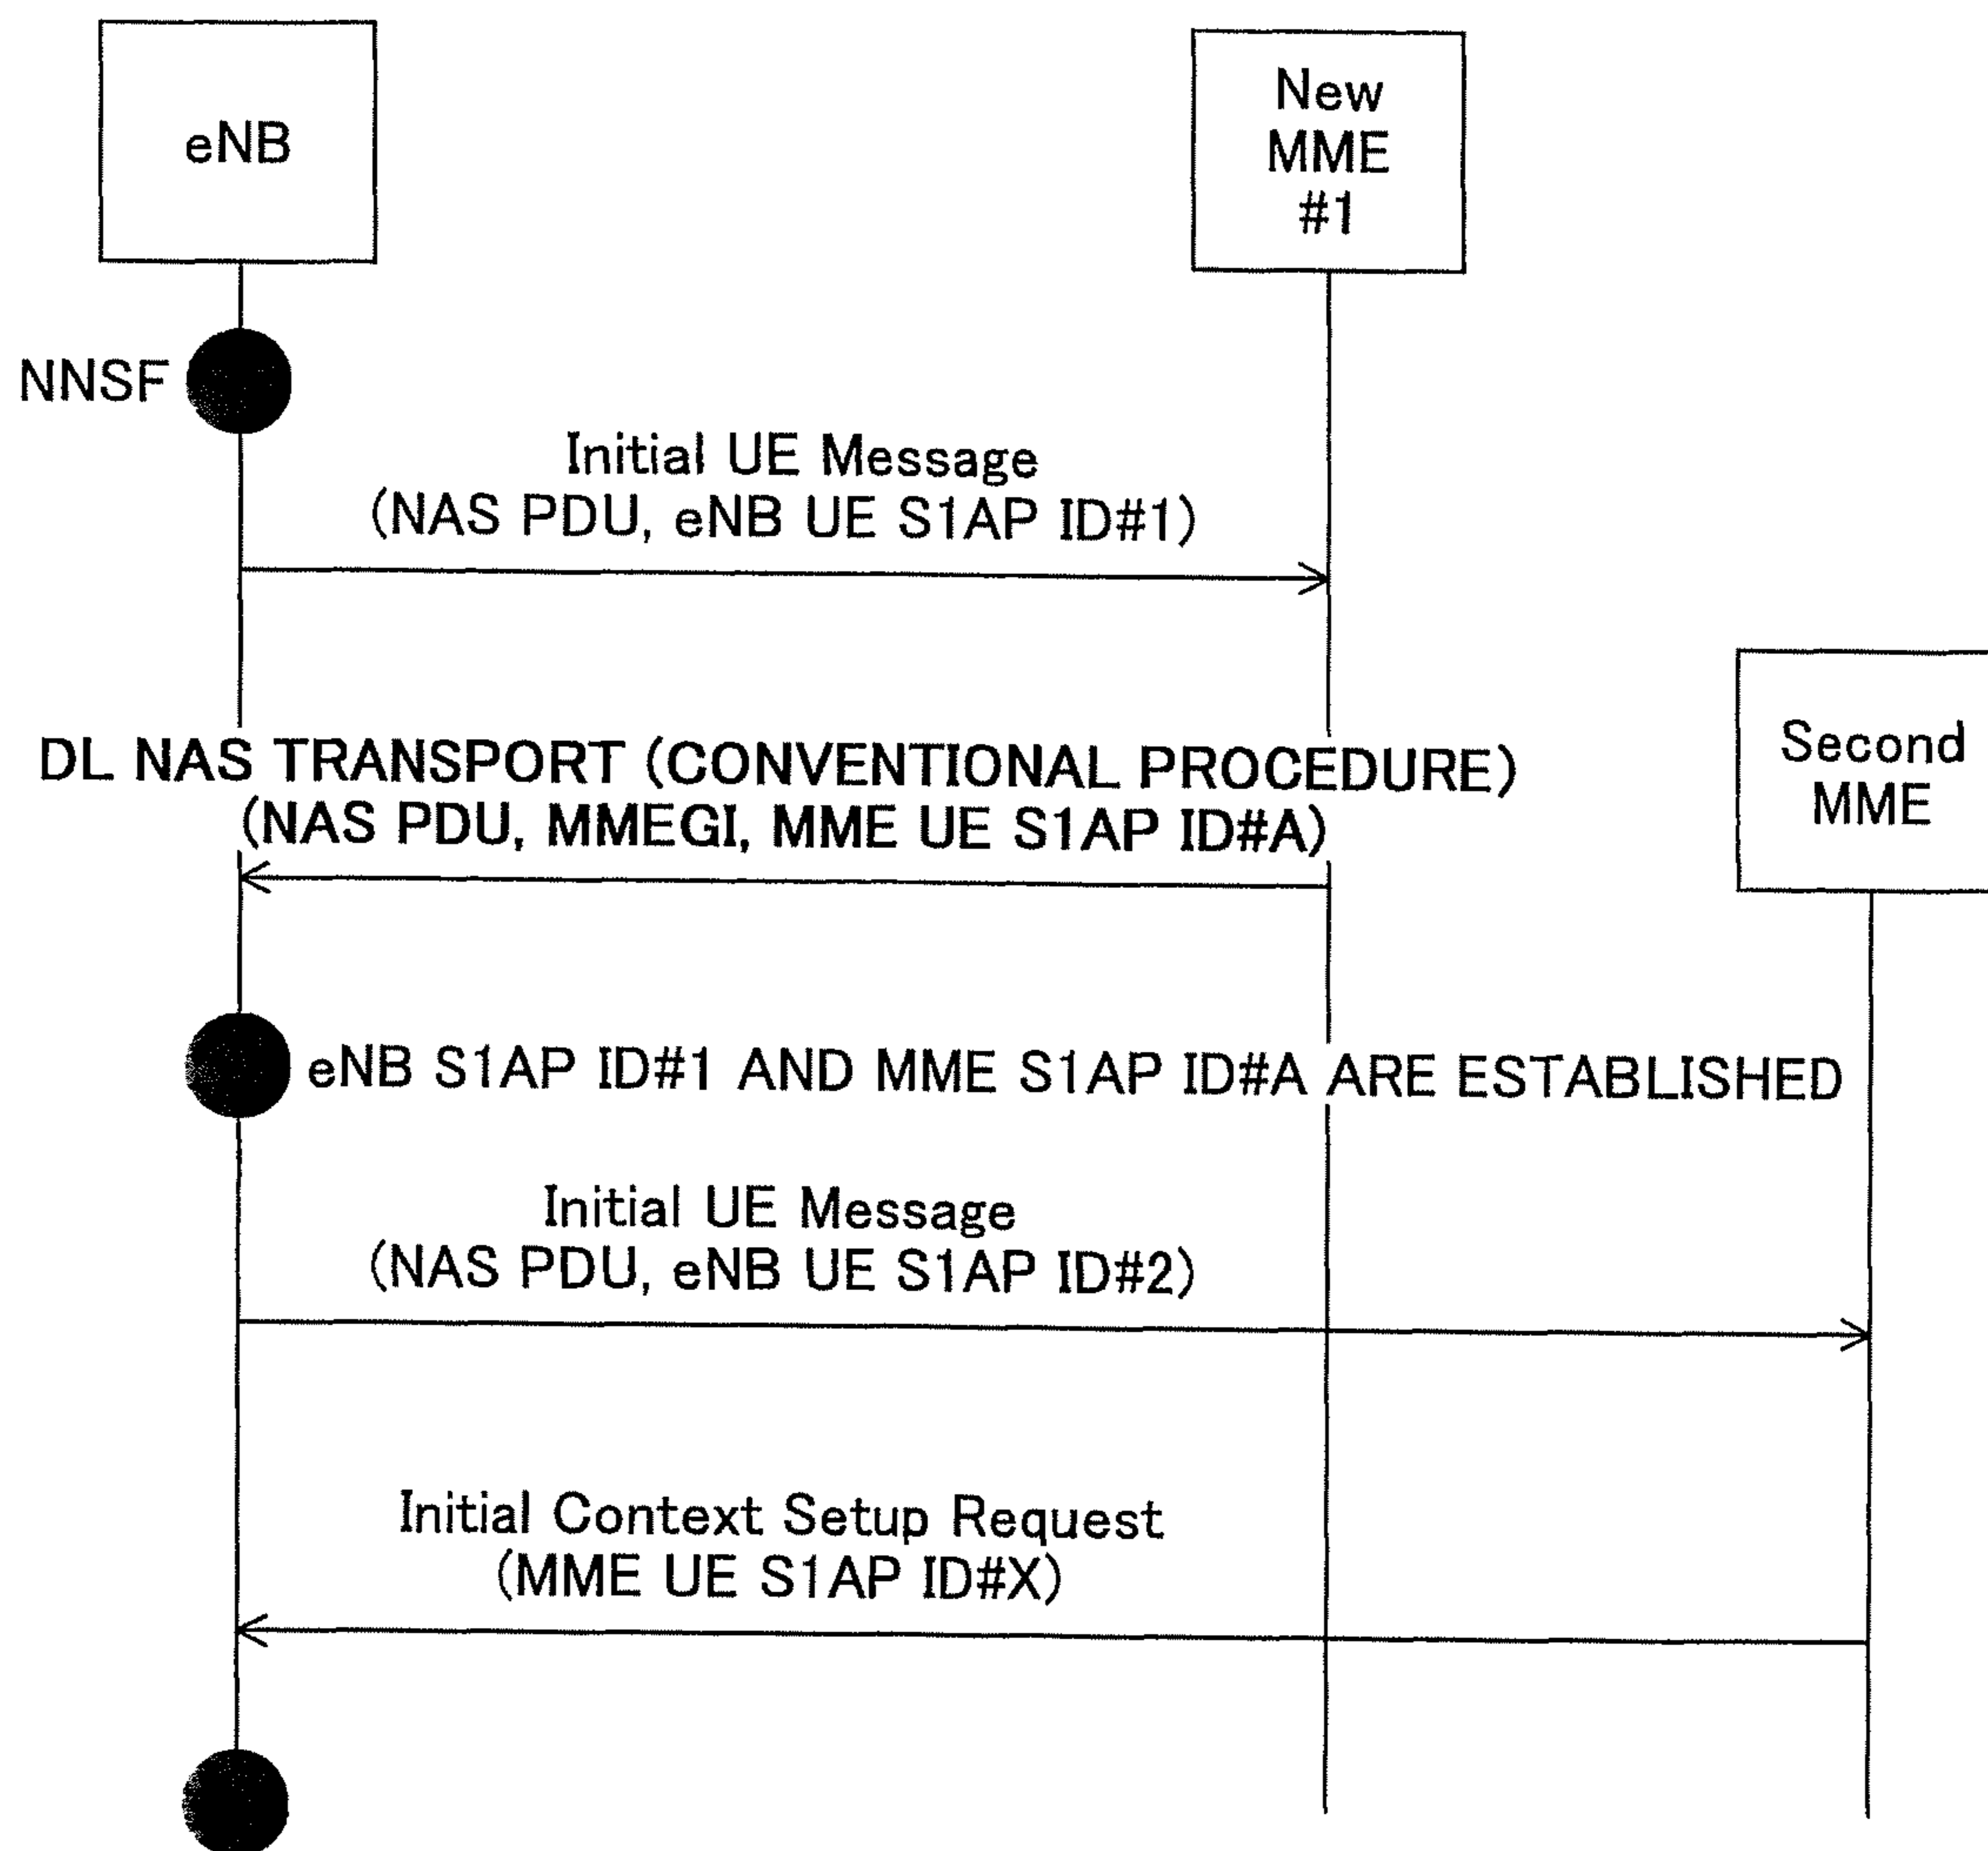 eNB
New
MME
#1
NNSF
Initial UE Message
(NAS PDU, eNB UE S1AP ID#1)
Second
MME
DL NAS TRANSPORT (CONVENTIONAL PROCEDURE)
(NAS PDU, MMEGI, MME UE S1AP ID#A)
eNB S1AP ID#1 AND MME S1AP ID#A ARE ESTABLISHED
Initial UE Message
(NAS PDU, eNB UE S1AP ID#2)
Initial Context Setup Request
(MME UE S1AP ID#X)